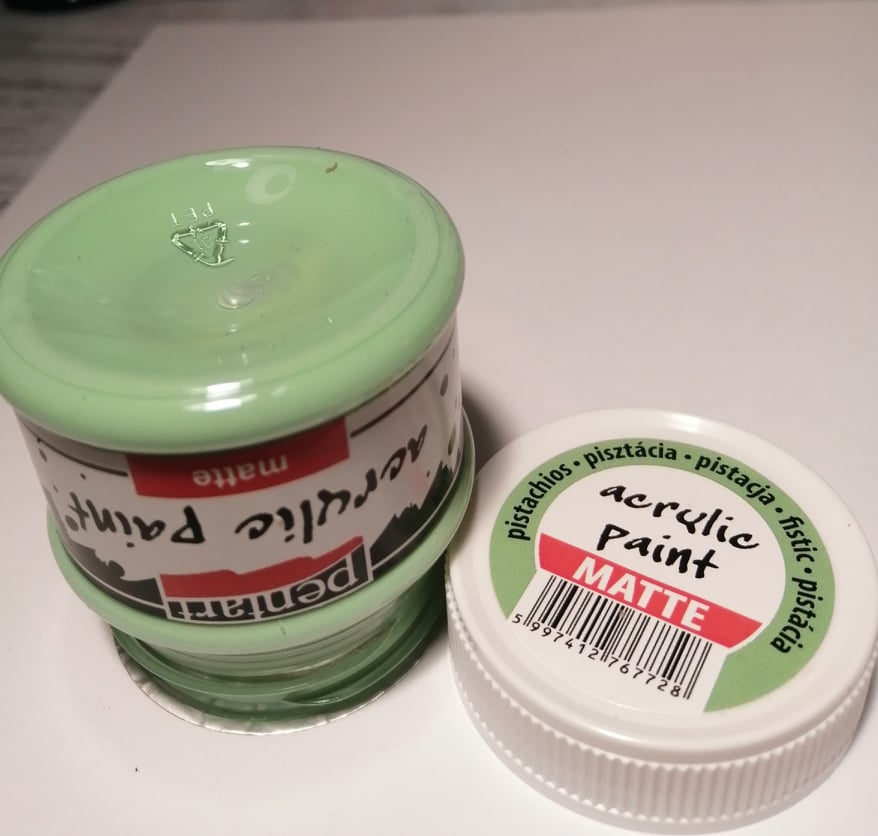 PET
matte
acrylic paint
pentart
pistachios • pisztácia • pistacja • fistic • pistácia
acrylic
paint
MATTE
5 997412 767728